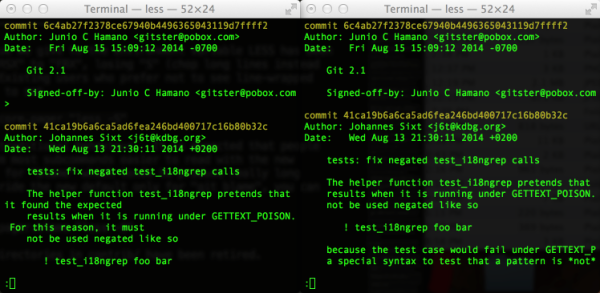 Terminal — less — 52×24
commit 6c4ab27f2378ce67940b4496365043119d7ffff2
Author: Junio C Hamano <gitster@pobox.com>
Date:   Fri Aug 15 15:09:12 2014 -0700
Git 2.1
Signed-off-by: Junio C Hamano <gitster@pobox.com
>
commit 41ca19b6a6ca5ad6fea246bd400717c16b80b32c
Author: Johannes Sixt <j6t@kdbg.org>
Date:   Wed Aug 13 21:30:11 2014 +0200
tests: fix negated test_i18ngrep calls
The helper function test_i18ngrep pretends that
it found the expected
results when it is running under GETTEXT_POISON.
For this reason, it must
not be used negated like so
! test_i18ngrep foo bar
:
Terminal — less — 52×24
commit 6c4ab27f2378ce67940b4496365043119d7ffff2
Author: Junio C Hamano <gitster@pobox.com>
Date:   Fri Aug 15 15:09:12 2014 -0700
Git 2.1
Signed-off-by: Junio C Hamano <gitster@pobox.com
commit 41ca19b6a6ca5ad6fea246bd400717c16b80b32c
Author: Johannes Sixt <j6t@kdbg.org>
Date:   Wed Aug 13 21:30:11 2014 +0200
tests: fix negated test_i18ngrep calls
The helper function test_i18ngrep pretends that
results when it is running under GETTEXT_POISON.
not be used negated like so
! test_i18ngrep foo bar
because the test case would fail under GETTEXT_P
a special syntax to test that a pattern is *not*
: